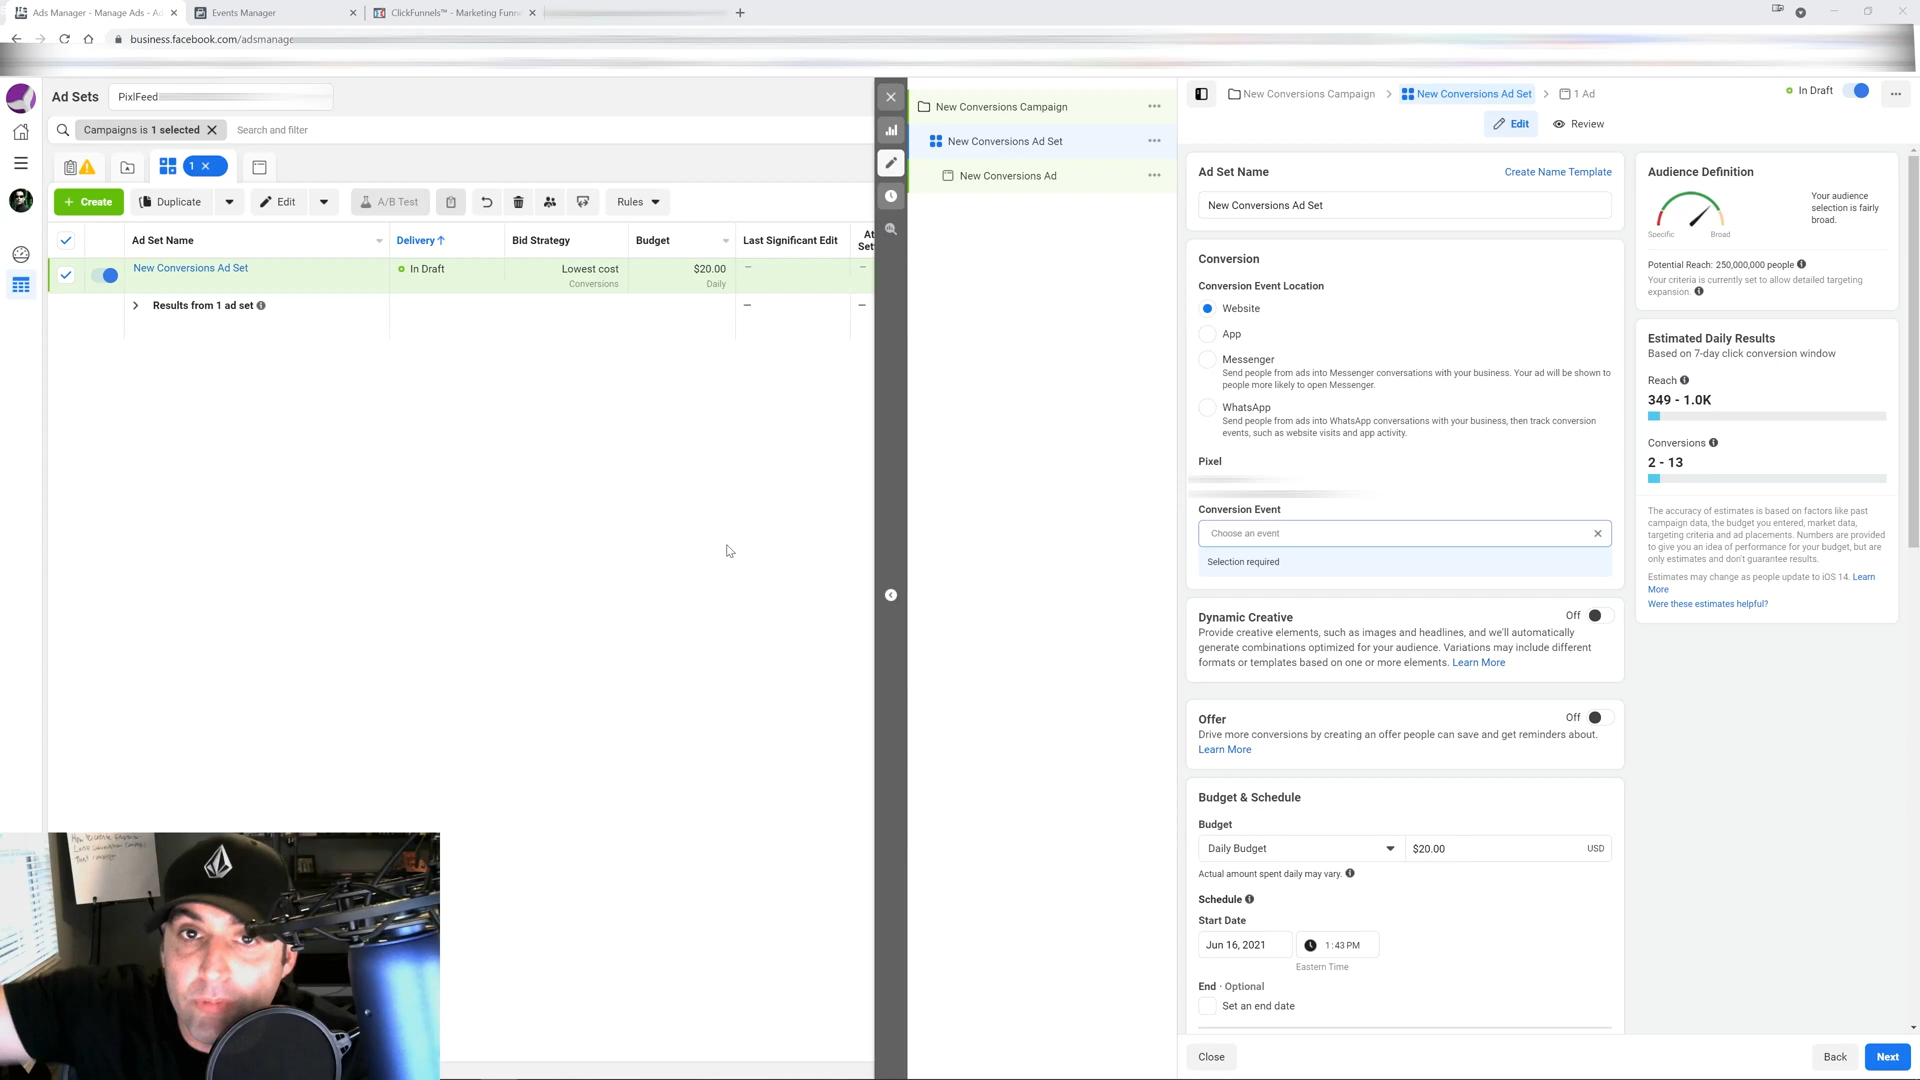 Ads Manager - Manage Ads - Ad
Events Manager
ClickFunnels™ - Marketing Funn
business.facebook.com/adsmanage
Ad Sets
PixlFeed
Campaigns is 1 selected
Search and filter
1
Create
Duplicate
Edit
A/B Test
Rules
Ad Set Name
Delivery↑
Bid Strategy
Budget
Last Significant Edit
At
Set
New Conversions Ad Set
In Draft
Lowest cost
Conversions
$20.00
Daily
—
—
Results from 1 ad set
—
—
New Conversions Campaign
New Conversions Ad Set
New Conversions Ad
New Conversions Campaign
New Conversions Ad Set
1 Ad
In Draft
Edit
Review
Ad Set Name
Create Name Template
New Conversions Ad Set
Conversion
Conversion Event Location
Website
App
Messenger
Send people from ads into Messenger conversations with your business. Your ad will be shown to
people more likely to open Messenger.
WhatsApp
Send people from ads into WhatsApp conversations with your business, then track conversion
events, such as website visits and app activity.
Pixel
Conversion Event
Choose an event
Selection required
Dynamic Creative
Off
Provide creative elements, such as images and headlines, and we'll automatically
generate combinations optimized for your audience. Variations may include different
formats or templates based on one or more elements. Learn More
Offer
Off
Drive more conversions by creating an offer people can save and get reminders about.
Learn More
Budget & Schedule
Budget
Daily Budget
$20.00
USD
Actual amount spent daily may vary.
Schedule
Start Date
Jun 16, 2021
1:43 PM
Eastern Time
End · Optional
Set an end date
Close
Back
Next
Audience Definition
Your audience
selection is fairly
broad.
Specific
Broad
Potential Reach: 250,000,000 people
Your criteria is currently set to allow detailed targeting
expansion.
Estimated Daily Results
Based on 7-day click conversion window
Reach
349 - 1.0K
Conversions
2 - 13
The accuracy of estimates is based on factors like past
campaign data, the budget you entered, market data,
targeting criteria and ad placements. Numbers are provided
to give you an idea of performance for your budget, but are
only estimates and don't guarantee results.
Estimates may change as people update to iOS 14. Learn
More
Were these estimates helpful?